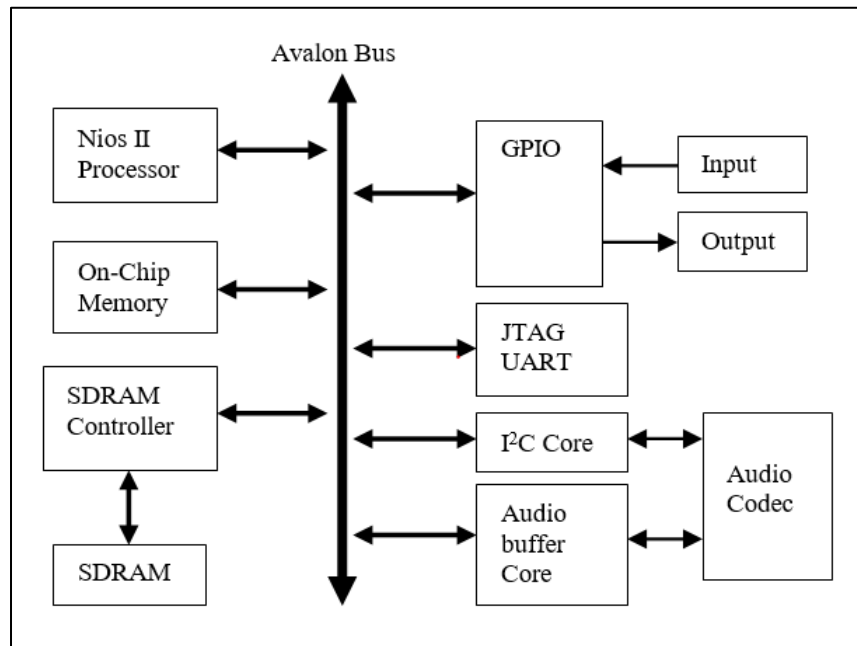 Avalon Bus
Nios II
Processor
On-Chip
Memory
SDRAM
Controller
SDRAM
GPIO
Input
Output
JTAG
UART
I²C Core
Audio
buffer
Core
Audio
Codec